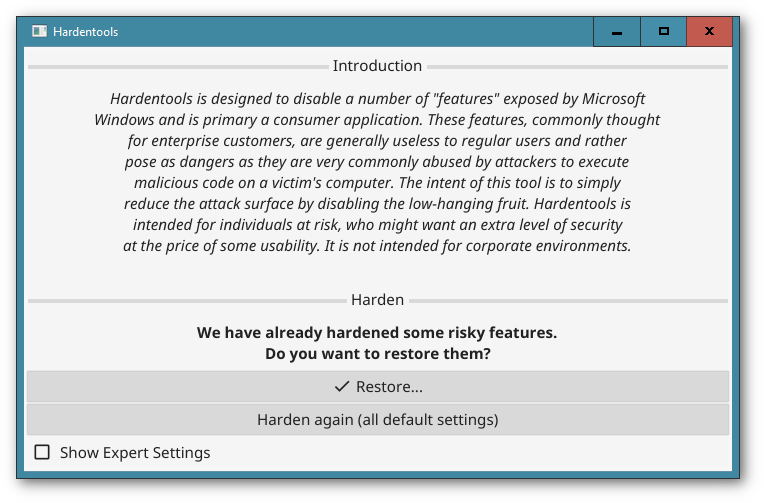 Hardentools
Introduction
Hardentools is designed to disable a number of "features" exposed by Microsoft
Windows and is primary a consumer application. These features, commonly thought
for enterprise customers, are generally useless to regular users and rather
pose as dangers as they are very commonly abused by attackers to execute
malicious code on a victim's computer. The intent of this tool is to simply
reduce the attack surface by disabling the low-hanging fruit. Hardentools is
intended for individuals at risk, who might want an extra level of security
at the price of some usability. It is not intended for corporate environments.
Harden
We have already hardened some risky features.
Do you want to restore them?
Restore...
Harden again (all default settings)
Show Expert Settings